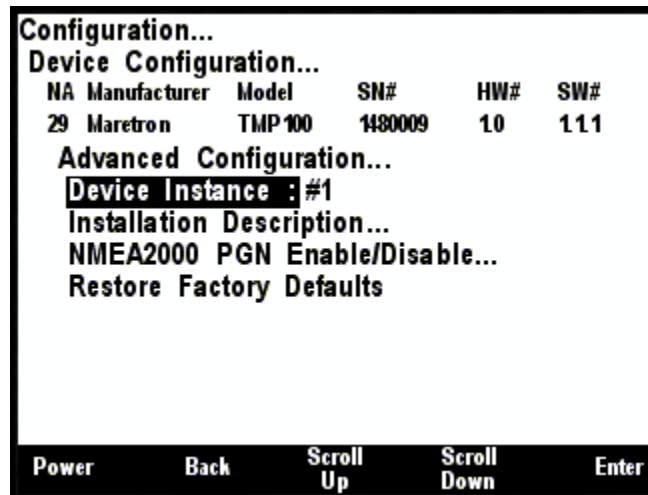 Configuration...
Device Configuration...
NA Manufacturer Model SN# HW# SW#
29 Maretron TMP100 1480009 1.0 1.1.1
Advanced Configuration...
Device Instance : #1
Installation Description...
NMEA2000 PGN Enable/Disable...
Restore Factory Defaults
Power Back Scroll Up Scroll Down Enter